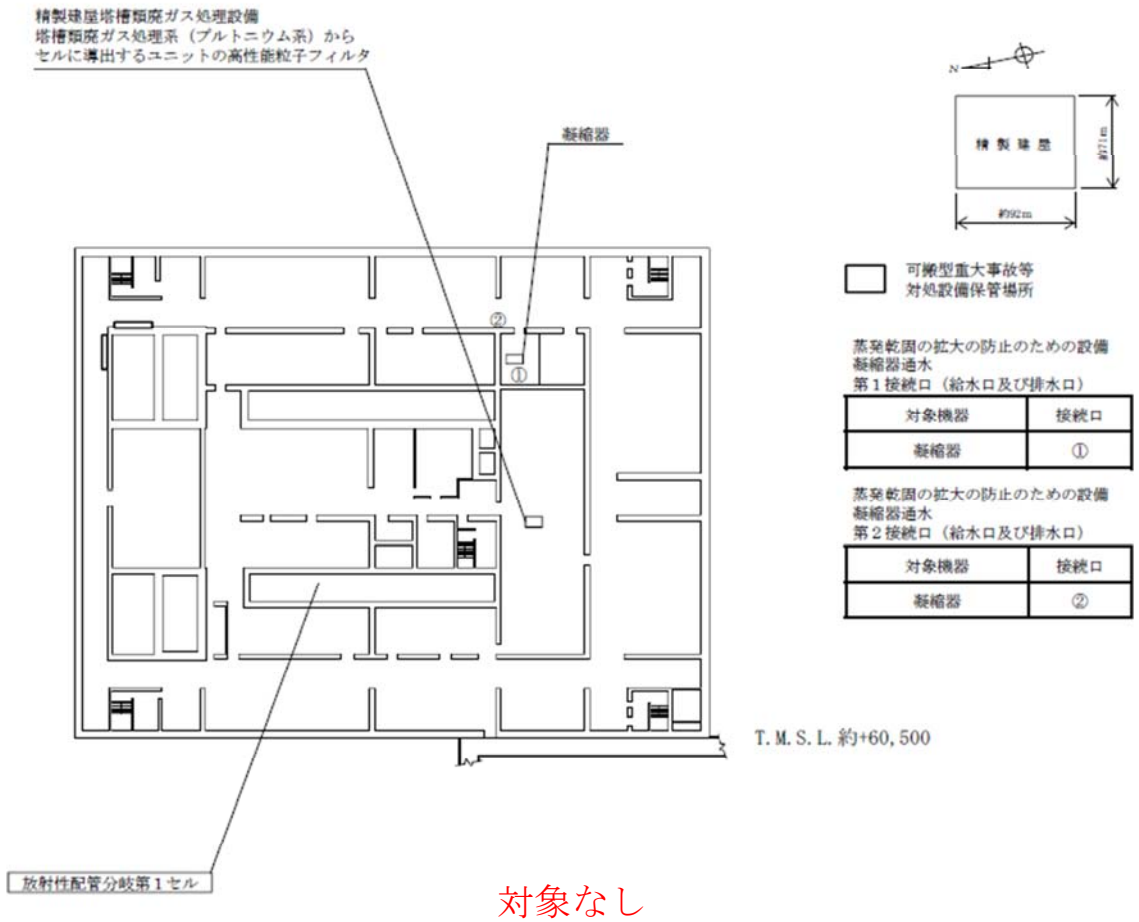 精製建屋塔槽類廃ガス処理設備
塔槽類廃ガス処理系（プルトニウム系）から
セルに導出するユニットの高性能粒子フィルタ
凝縮器
N
精製建屋
約71m
約92m
可搬型重大事故等
対処設備保管場所
②
①
蒸発乾固の拡大の防止のための設備
凝縮器通水
第１接続口（給水口及び排水口）
対象機器 接続口
凝縮器 ①
蒸発乾固の拡大の防止のための設備
凝縮器通水
第２接続口（給水口及び排水口）
対象機器 接続口
凝縮器 ②
T.M.S.L.約+60,500
放射性配管分岐第１セル
対象なし